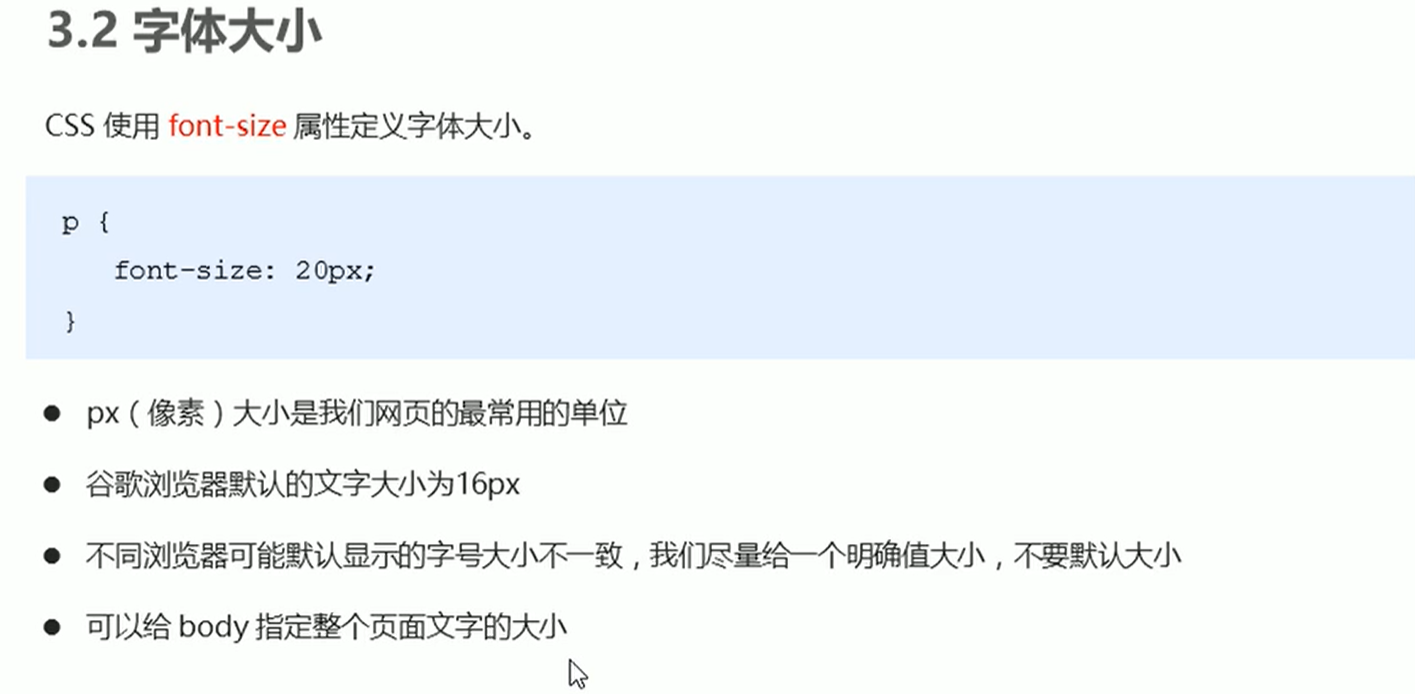 3.2 字体大小
CSS 使用 font-size 属性定义字体大小。
p {
font-size: 20px;
}
● px（像素）大小是我们网页的最常用的单位
● 谷歌浏览器默认的文字大小为16px
● 不同浏览器可能默认显示的字号大小不一致，我们尽量给一个明确值大小，不要默认大小
● 可以给 body 指定整个页面文字的大小